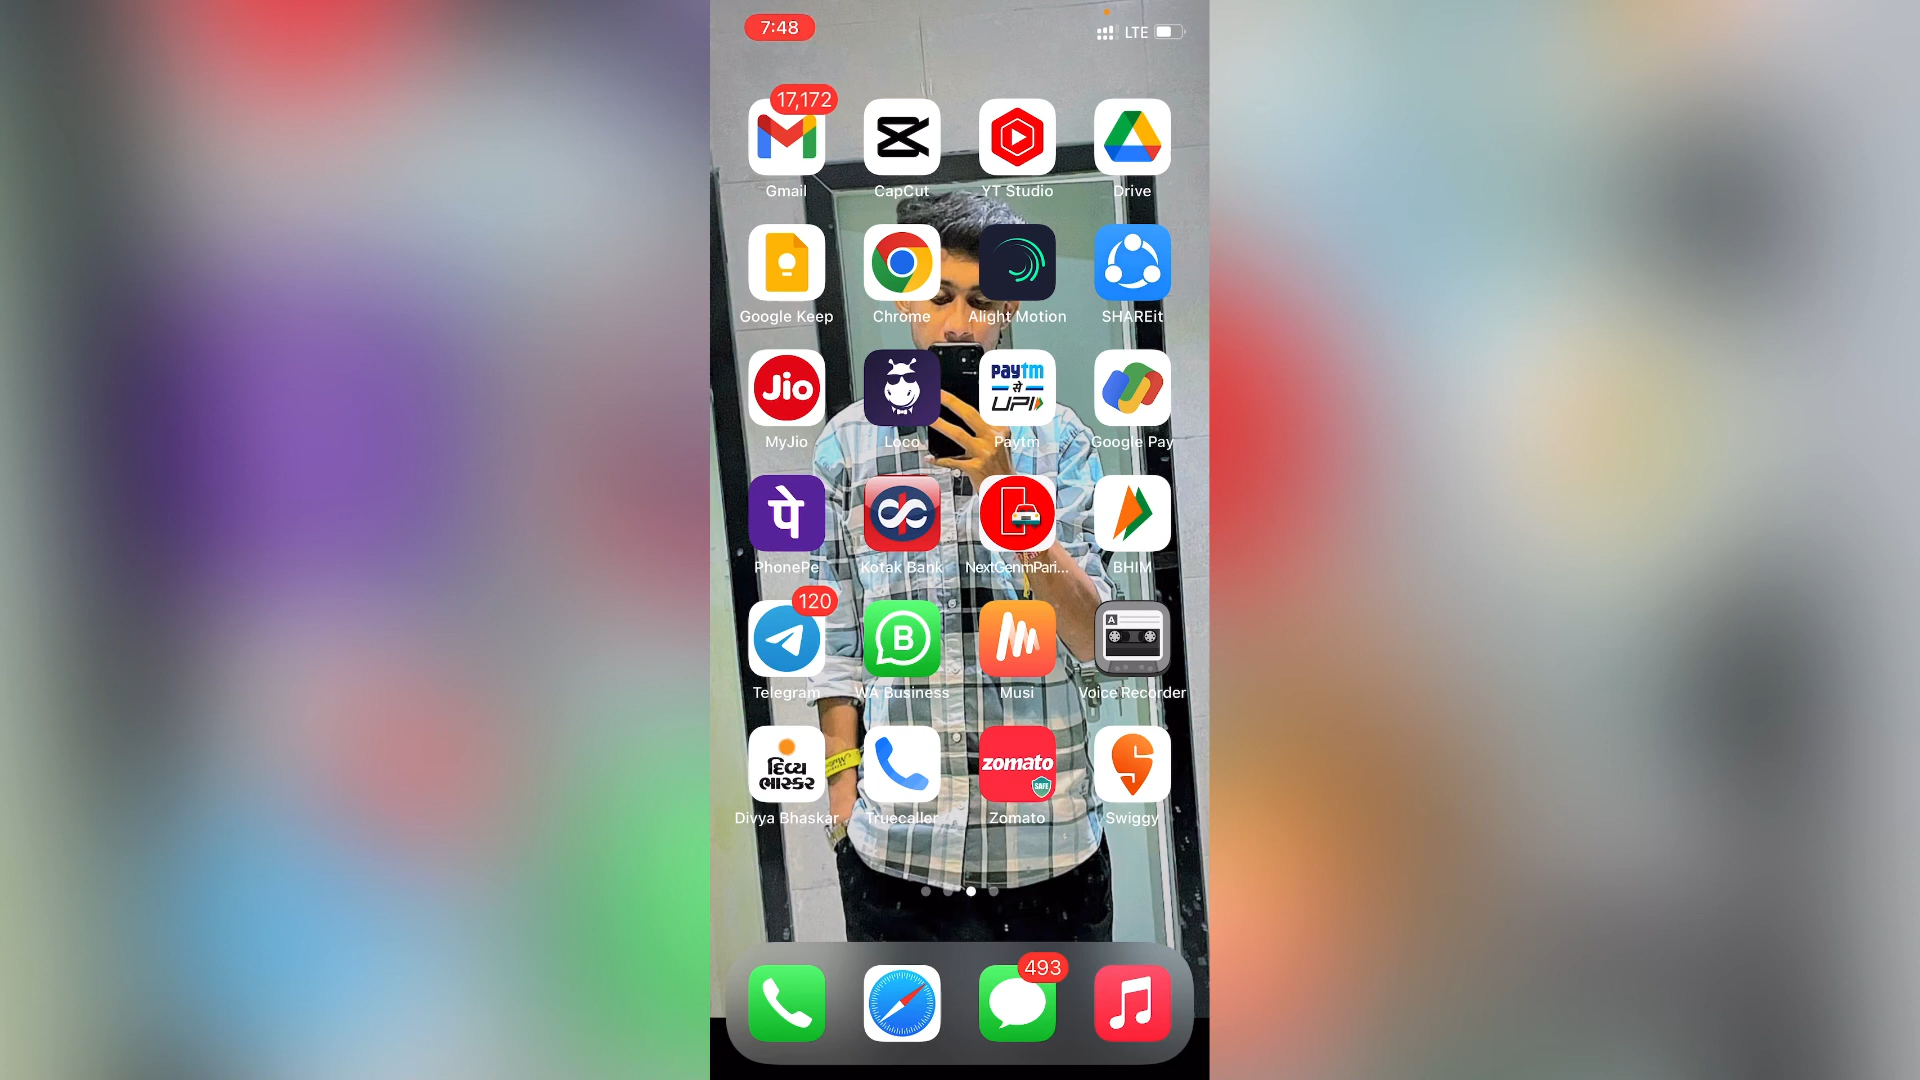 7:48
LTE
17,172
Gmail
CapCut
YT Studio
Drive
Google Keep
Chrome
Alight Motion
SHAREit
Jio
paytm
से
UPI
MyJio
Loco
Paytm
Google Pay
पे
PhonePe
Kotak Bank
NextGenmPari...
BHIM
120
B
A
Telegram
WA Business
Musi
Voice Recorder
દિવ્ય
ભાસ્કર
zomato
SAFE
Divya Bhaskar
Truecaller
Zomato
Swiggy
493